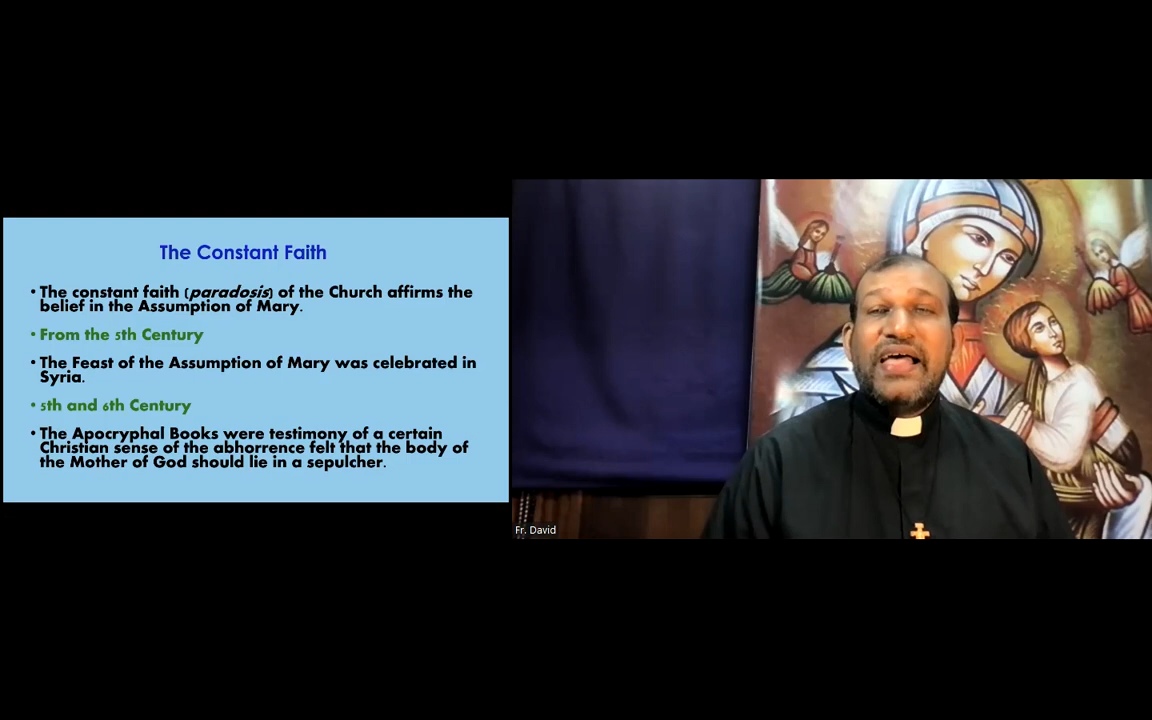 The Constant Faith
• The constant faith (paradosis) of the Church affirms the
belief in the Assumption of Mary.
• From the 5th Century
• The Feast of the Assumption of Mary was celebrated in
Syria.
• 5th and 6th Century
• The Apocryphal Books were testimony of a certain
Christian sense of the abhorrence felt that the body of
the Mother of God should lie in a sepulcher.
Fr. David